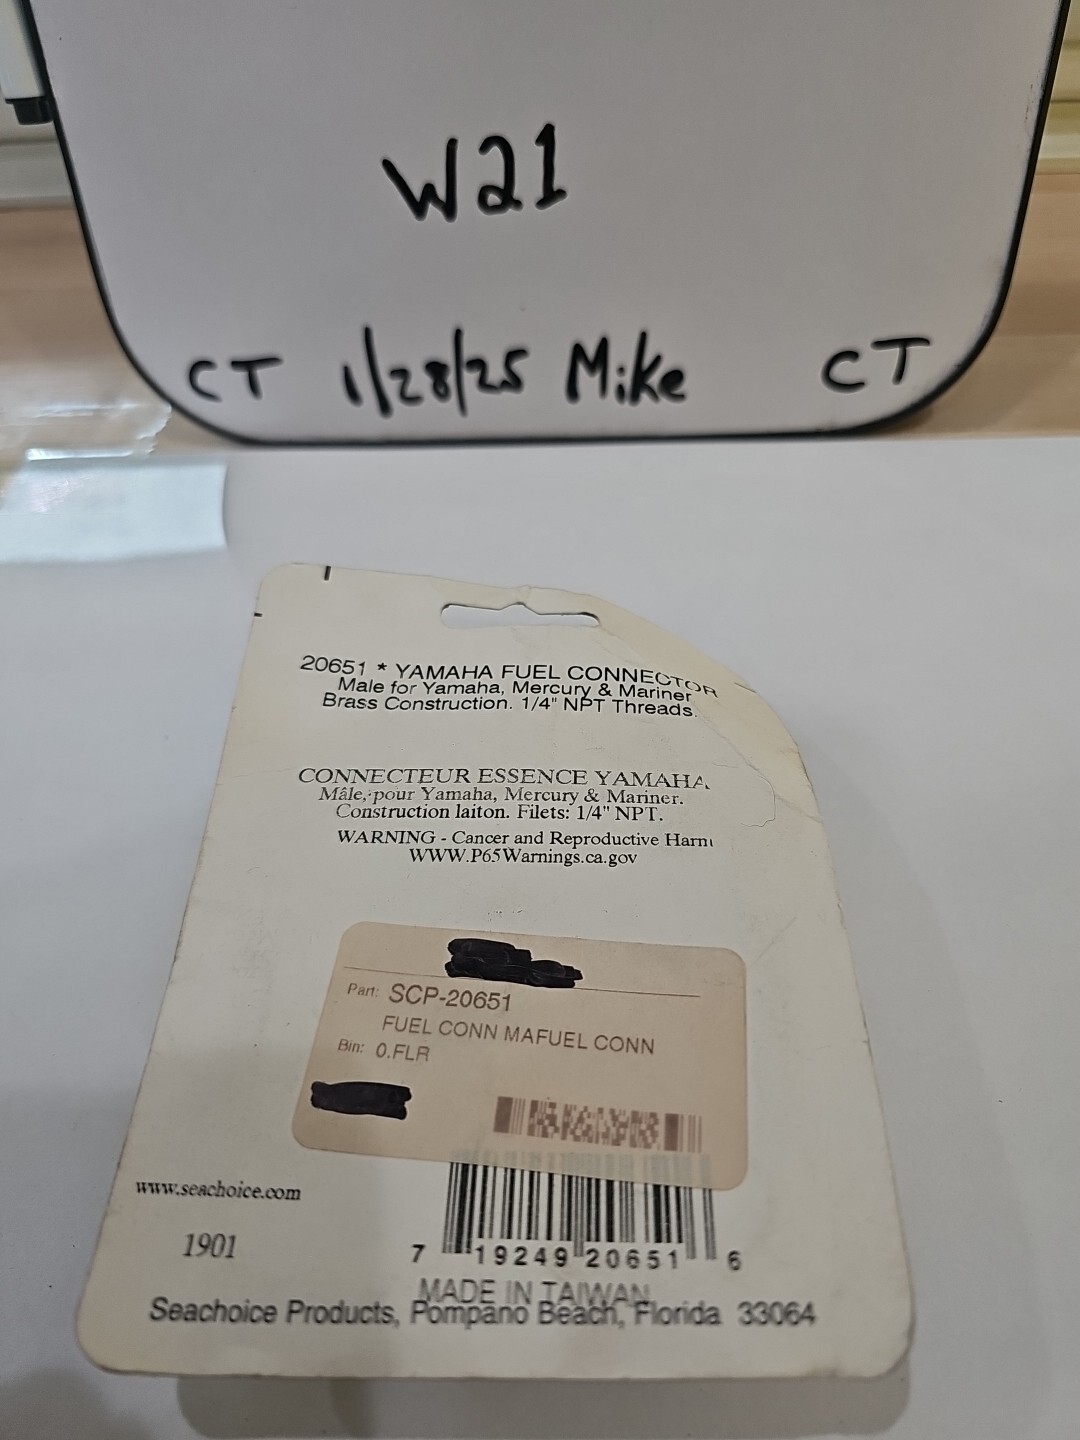 W21
CT 1/28/25 Mike CT
20651 * YAMAHA FUEL CONNECTOR
Male for Yamaha, Mercury & Mariner
Brass Construction. 1/4" NPT Threads.
CONNECTEUR ESSENCE YAMAHA
Mâle, pour Yamaha, Mercury & Mariner.
Construction laiton. Filets: 1/4" NPT.
WARNING - Cancer and Reproductive Harm
WWW.P65Warnings.ca.gov
Part: SCP-20651
FUEL CONN MAFUEL CONN
Bin: 0.FLR
www.seachoice.com
1901
7 19249 20651 6
MADE IN TAIWAN
Seachoice Products, Pompano Beach, Florida 33064